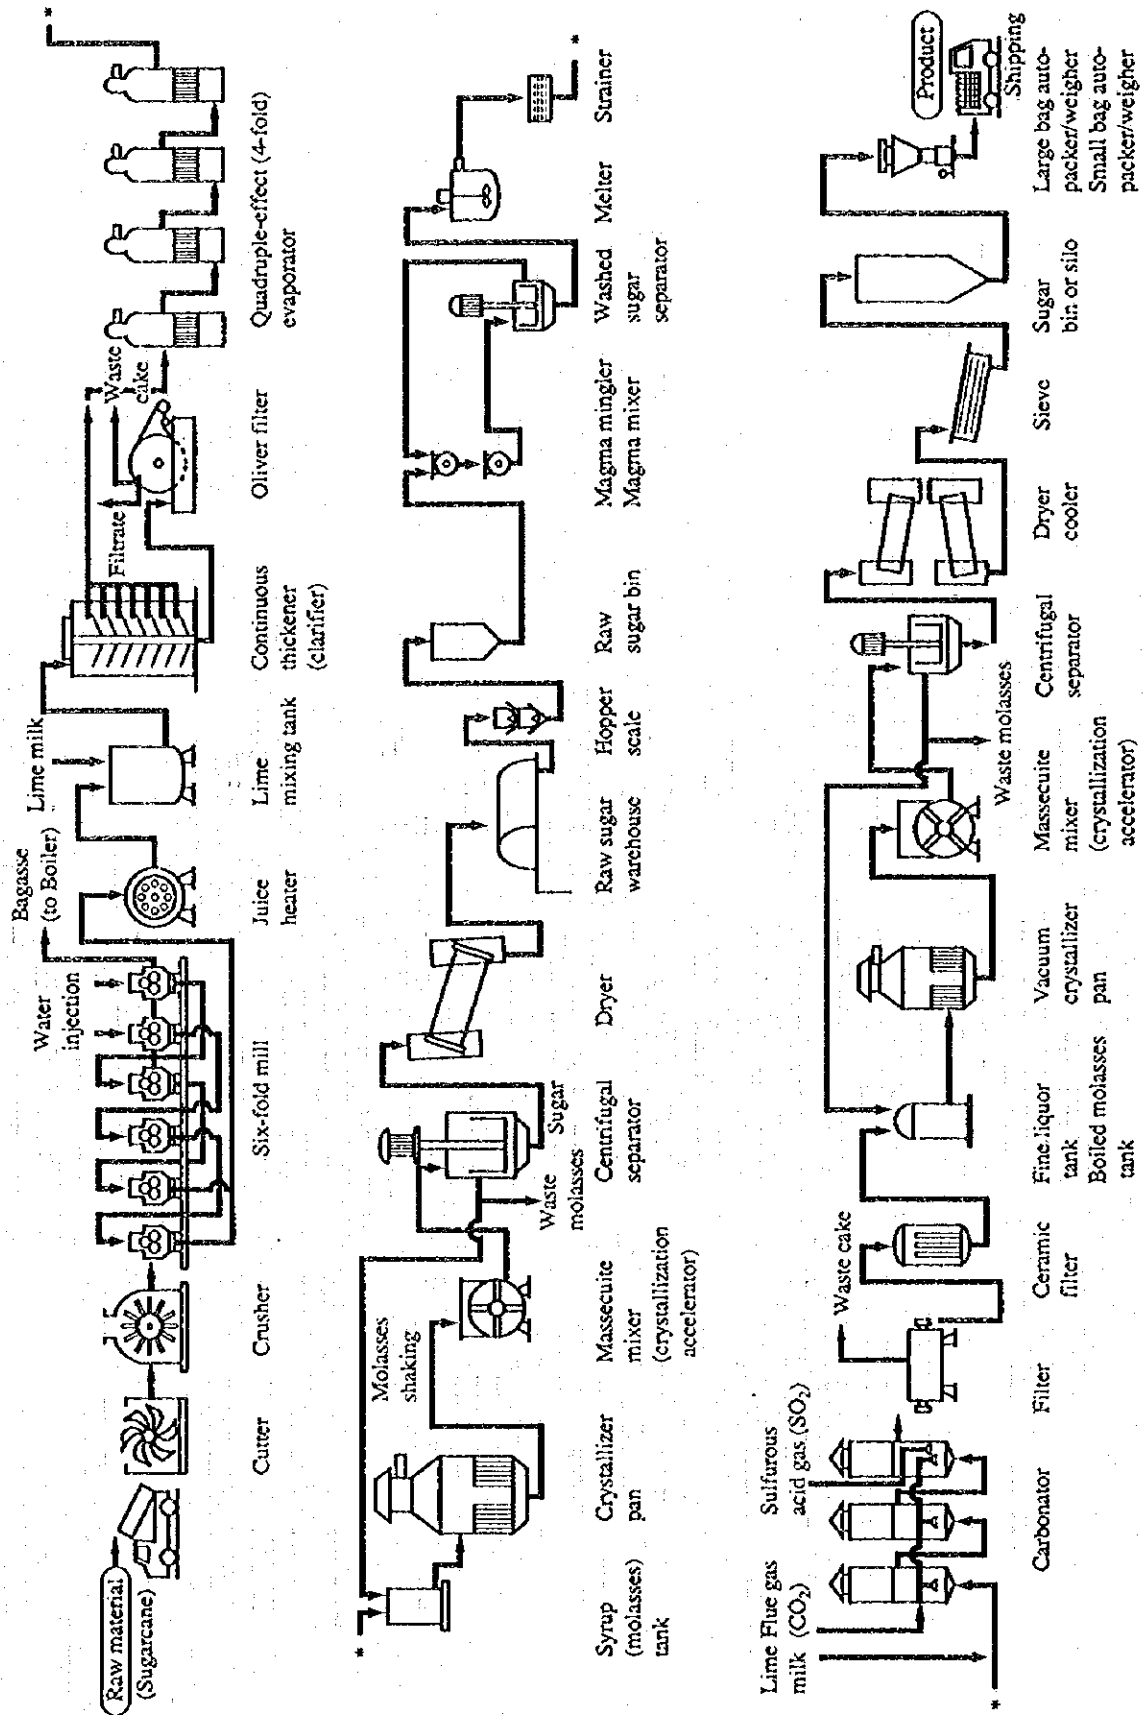 Raw material
(Sugarcane)
Cutter
Crusher
Six-fold mill
Water
injection
Bagasse
(to Boiler)
Juice
heater
Lime milk
Lime
mixing tank
Continuous
thickener
(clarifier)
Filtrate
Oliver filter
Waste
cake
Quadruple-effect (4-fold)
evaporator
*
*
Syrup
(molasses)
tank
Crystallizer
pan
Molasses
shaking
Massecuite
mixer
(crystallization
accelerator)
Waste
molasses
Sugar
Centrifugal
separator
Dryer
Raw sugar
warehouse
Hopper
scale
Raw
sugar bin
Magma mingler
Magma mixer
Washed
sugar
separator
Melter
Strainer
*
*
Lime
milk
Flue gas
(CO₂)
Sulfurous
acid gas (SO₂)
Carbonator
Waste cake
Filter
Ceramic
filter
Fine liquor
tank
Boiled molasses
tank
Vacuum
crystallizer
pan
Massecuite
mixer
(crystallization
accelerator)
Waste molasses
Centrifugal
separator
Dryer
cooler
Sieve
Sugar
bin or silo
Large bag auto-
packer/weigher
Small bag auto-
packer/weigher
Product
Shipping